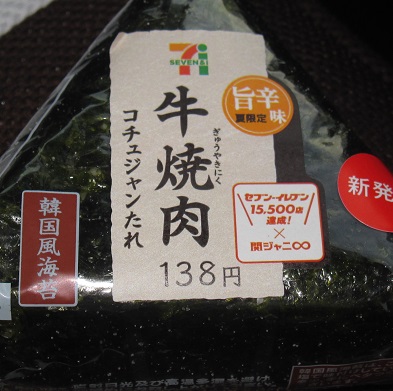 SEVEN&i
旨辛味
夏限定
牛焼肉
ぎゅうやきにく
コチュジャンたれ
138円
韓国風海苔
セブン-イレブン
15,500店
達成!
×
関ジャニ∞
新発